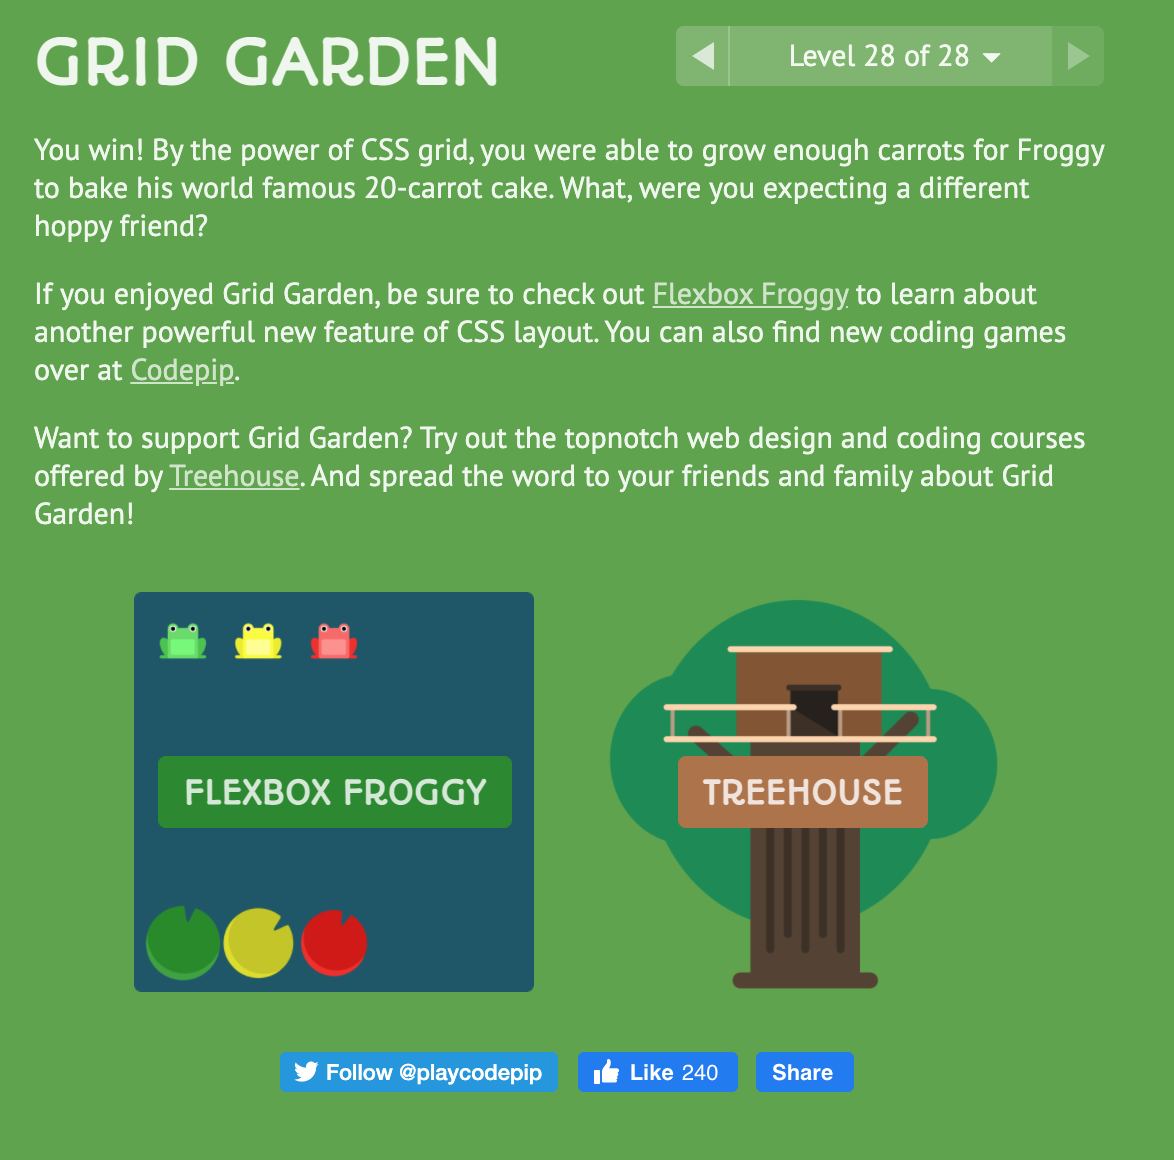 GRID GARDEN
Level 28 of 28
You win! By the power of CSS grid, you were able to grow enough carrots for Froggy
to bake his world famous 20-carrot cake. What, were you expecting a different
hoppy friend?
If you enjoyed Grid Garden, be sure to check out Flexbox Froggy to learn about
another powerful new feature of CSS layout. You can also find new coding games
over at Codepip.
Want to support Grid Garden? Try out the topnotch web design and coding courses
offered by Treehouse. And spread the word to your friends and family about Grid
Garden!
FLEXBOX FROGGY
TREEHOUSE
Follow @playcodepip
Like 240
Share